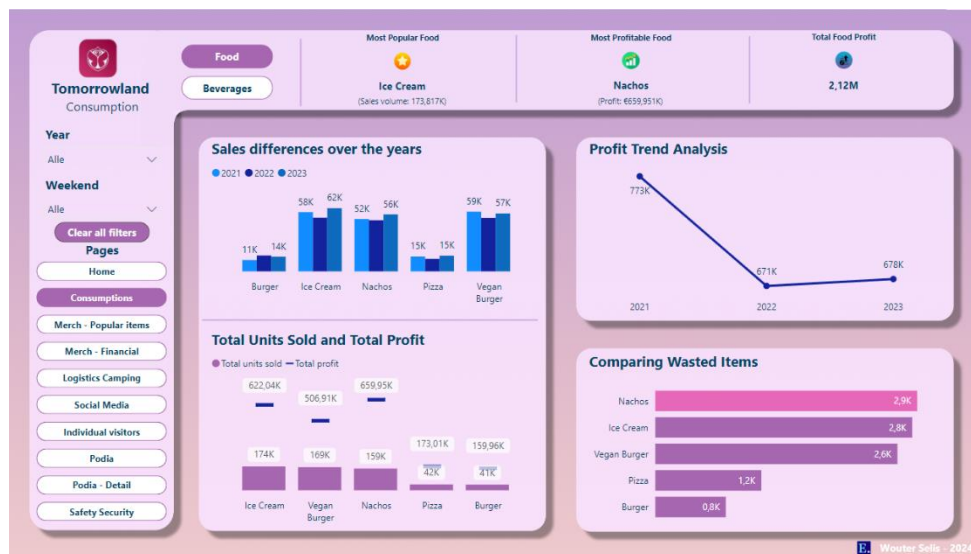 Tomorrowland
Consumption
Food
Beverages
Most Popular Food
Ice Cream
(Sales volume: 173,817K)
Most Profitable Food
Nachos
(Profit: €659,951K)
Total Food Profit
2,12M
Year
Alle
Weekend
Alle
Clear all filters
Pages
Home
Consumptions
Merch - Popular items
Merch - Financial
Logistics Camping
Social Media
Individual visitors
Podia
Podia - Detail
Safety Security
Sales differences over the years
2021 2022 2023
58K 62K 52K 56K 59K 57K
11K 14K 15K 15K
Burger Ice Cream Nachos Pizza Vegan
Burger
Total Units Sold and Total Profit
Total units sold Total profit
622,04K 506,91K 659,95K 173,01K 159,96K
174K 169K 159K 42K 41K
Ice Cream Vegan Nachos Pizza Burger
Burger
Profit Trend Analysis
773K
671K
678K
2021 2022 2023
Comparing Wasted Items
Nachos 2,9K
Ice Cream 2,8K
Vegan Burger 2,6K
Pizza 1,2K
Burger 0,8K
E. Wouter Selis - 2024